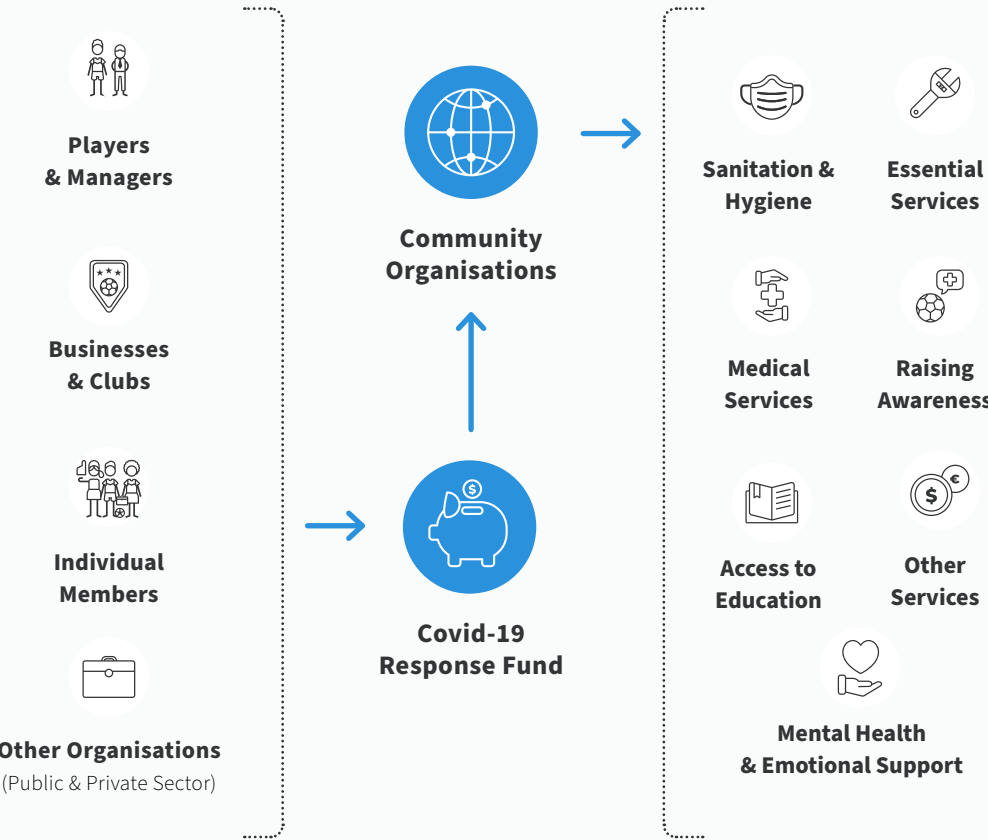 Players
& Managers
Businesses
& Clubs
Individual
Members
Other Organisations
(Public & Private Sector)
Community
Organisations
$
Covid-19
Response Fund
Sanitation &
Hygiene
Essential
Services
Medical
Services
Raising
Awareness
Access to
Education
$
€
Other
Services
Mental Health
& Emotional Support